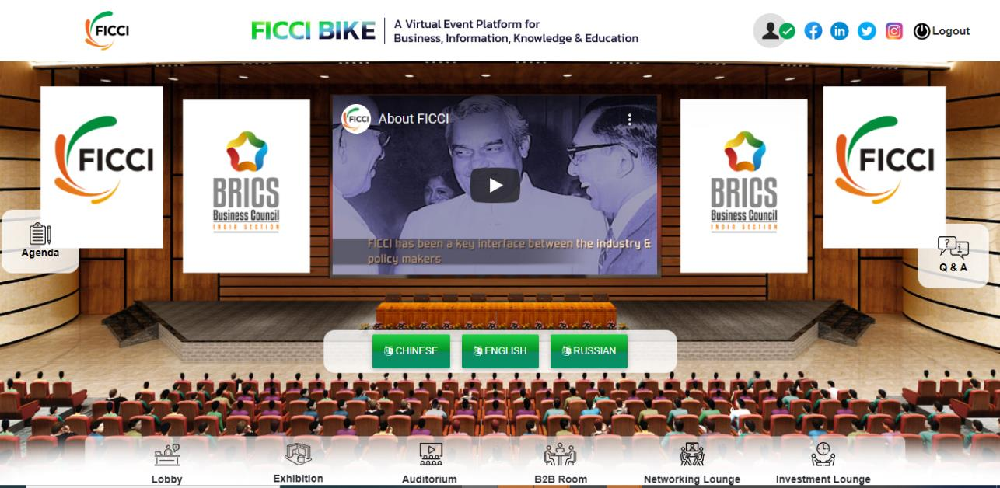 FICCI
FICCI BIKE
A Virtual Event Platform for
Business, Information, Knowledge & Education
Logout
FICCI
BRICS
Business Council
INDIA SECTION
FICCI
About FICCI
FICCI has been a key interface between the industry &
policy makers
BRICS
Business Council
INDIA SECTION
FICCI
Agenda
Q & A
CHINESE
ENGLISH
RUSSIAN
Lobby
Exhibition
Auditorium
B2B Room
Networking Lounge
Investment Lounge